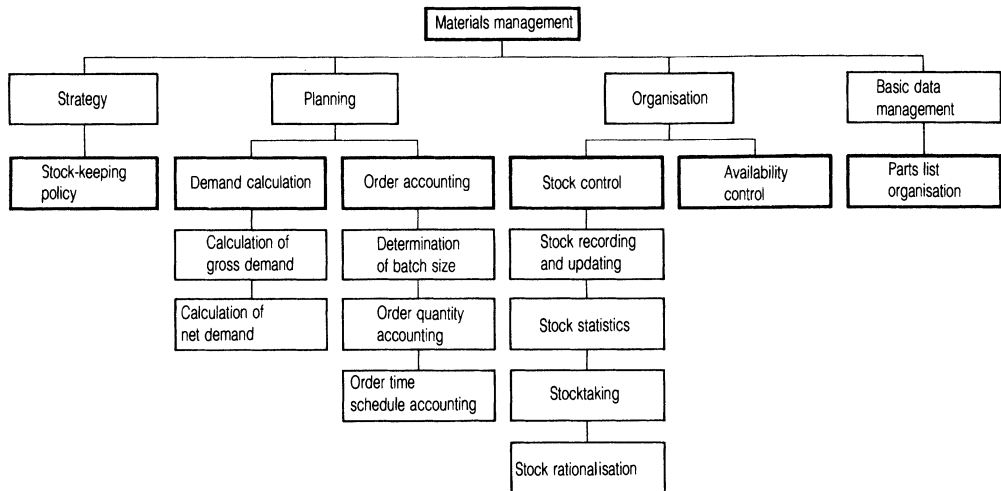 Materials management
Strategy
Planning
Organisation
Basic data
management
Stock-keeping
policy
Demand calculation
Order accounting
Stock control
Availability
control
Parts list
organisation
Calculation of
gross demand
Determination
of batch size
Stock recording
and updating
Calculation of
net demand
Order quantity
accounting
Stock statistics
Order time
schedule accounting
Stocktaking
Stock rationalisation